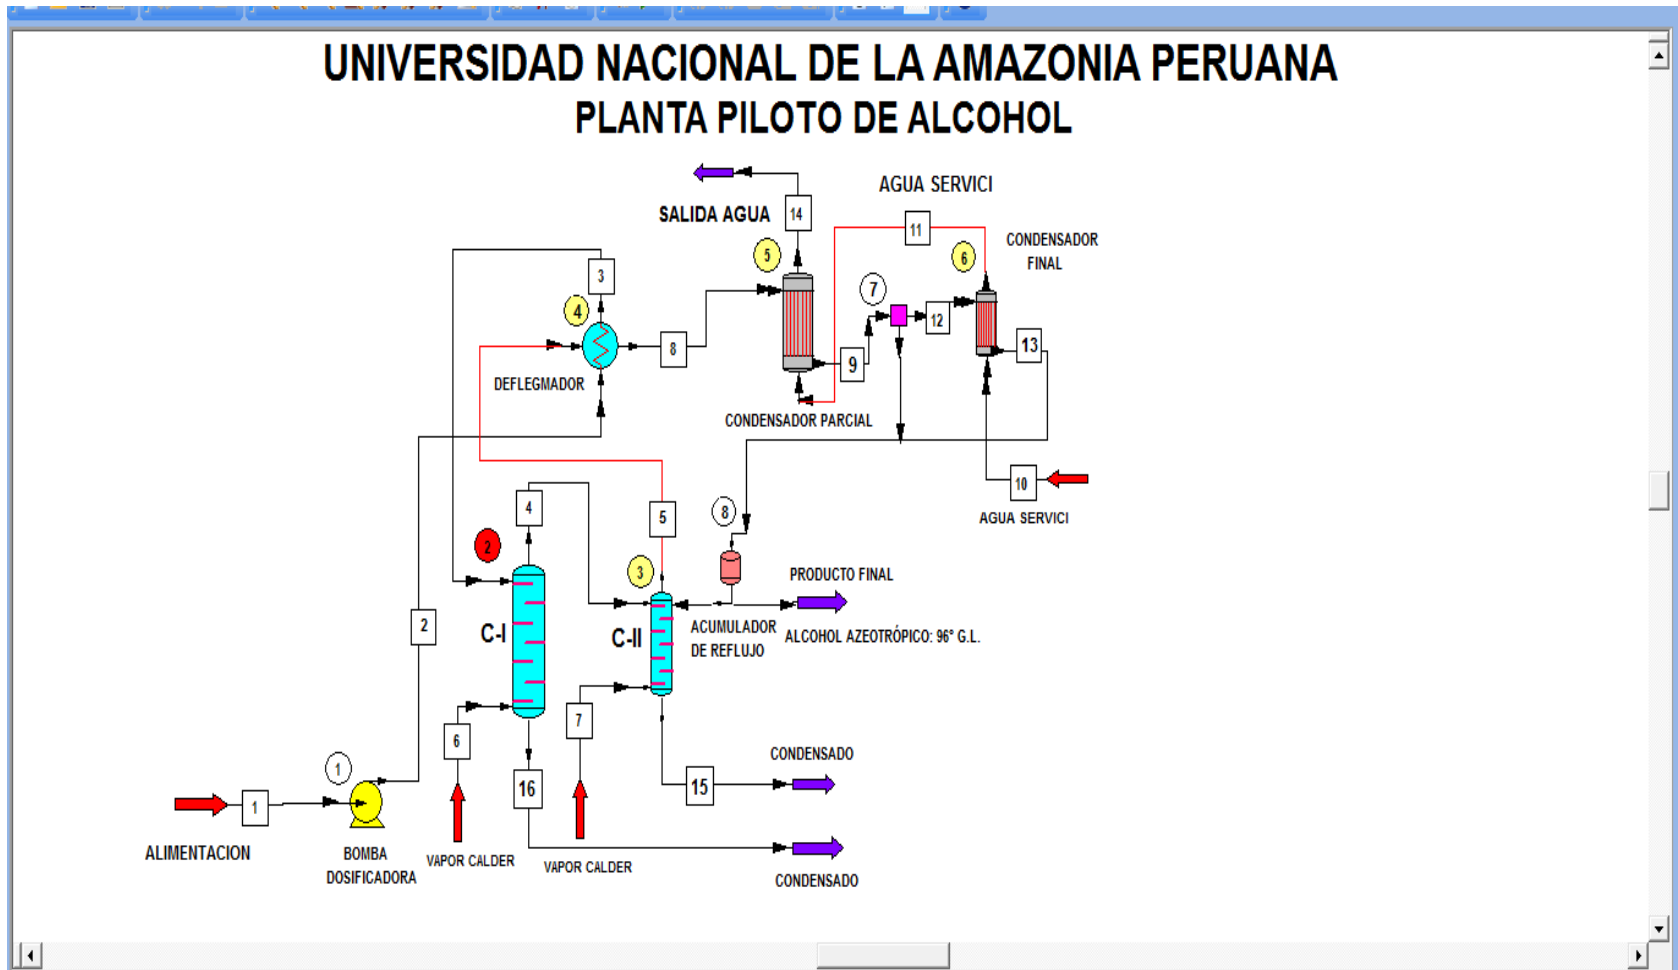 UNIVERSIDAD NACIONAL DE LA AMAZONIA PERUANA
PLANTA PILOTO DE ALCOHOL
AGUA SERVICI
SALIDA AGUA
14
11
CONDENSADOR
FINAL
5
6
3
4
7
12
8
9
13
DEFLEGMADOR
CONDENSADOR PARCIAL
10
AGUA SERVICI
4
5
8
2
3
PRODUCTO FINAL
2
C-I
C-II
ACUMULADOR
DE REFLUJO
ALCOHOL AZEOTRÓPICO: 96° G.L.
6
7
CONDENSADO
1
16
15
1
ALIMENTACION
BOMBA
DOSIFICADORA
VAPOR CALDER
VAPOR CALDER
CONDENSADO